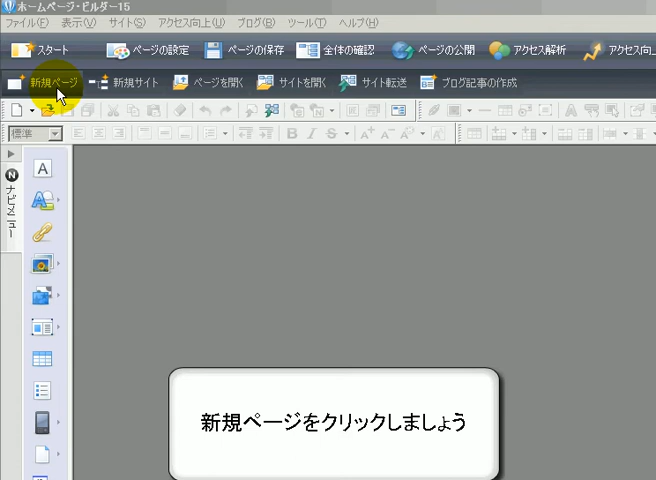 ホームページ・ビルダー15
ファイル(F) 表示(V) サイト(S) アクセス向上(U) ブログ(B) ツール(T) ヘルプ(H)
スタート ページの設定 ページの保存 全体の確認 ページの公開 アクセス解析 アクセス向上
新規ページ 新規サイト ページを開く サイトを開く サイト転送 ブログ記事の作成
標準 B I S A A A
N
ナビメニュー
A
新規ページをクリックしましょう